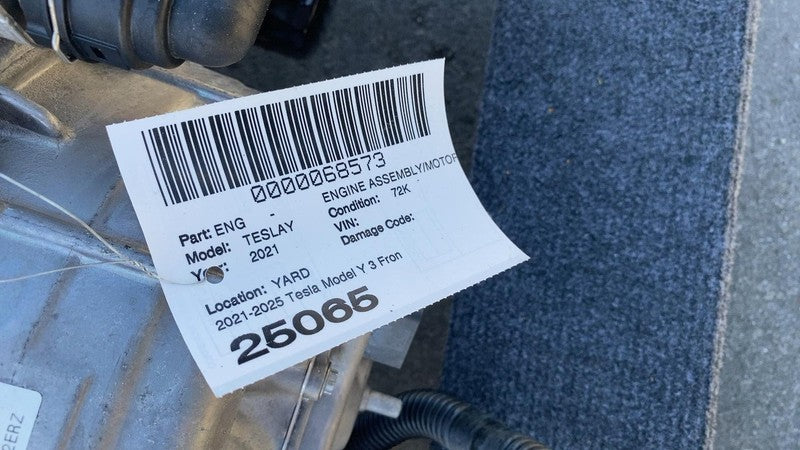 0000068573
Part: ENG - ENGINE ASSEMBLY/MOTOR
Model: TESLAY Condition: 72K
2021 VIN:
Damage Code:
Location: YARD
2021-2025 Tesla Model Y 3 Fron
25065
2ERZ